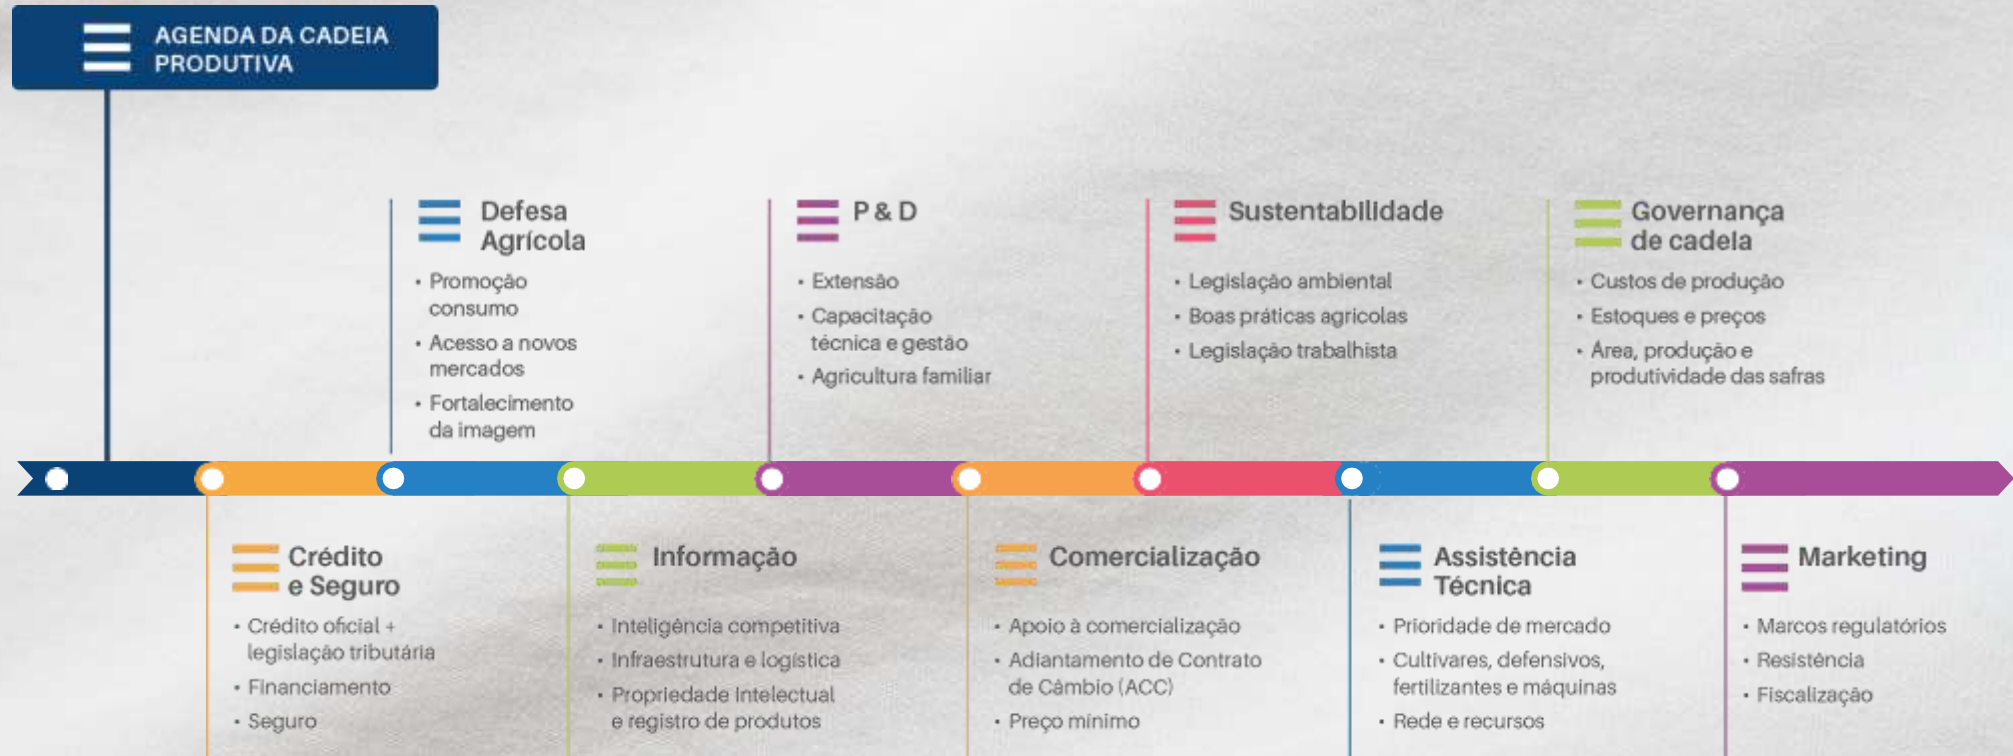 AGENDA DA CADEIA
PRODUTIVA
Defesa
Agrícola
• Promoção
consumo
• Acesso a novos
mercados
• Fortalecimento
da imagem
P & D
• Extensão
• Capacitação
técnica e gestão
• Agricultura familiar
Sustentabilidade
• Legislação ambiental
• Boas práticas agricolas
• Legislação trabalhista
Governança
de cadeia
• Custos de produção
• Estoques e preços
• Área, produção e
produtividade das safras
Crédito
e Seguro
• Crédito oficial +
legislação tributária
• Financiamento
• Seguro
Informação
• Inteligência competitiva
• Infraestrutura e logística
• Propriedade Intelectual
e registro de produtos
Comercialização
• Apoio à comercialização
• Adiantamento de Contrato
de Câmbio (ACC)
• Preço mínimo
Assistência
Técnica
• Prioridade de mercado
• Cultivares, defensivos,
fertilizantes e máquinas
• Rede e recursos
Marketing
• Marcos regulatórios
• Resistência
• Fiscalização